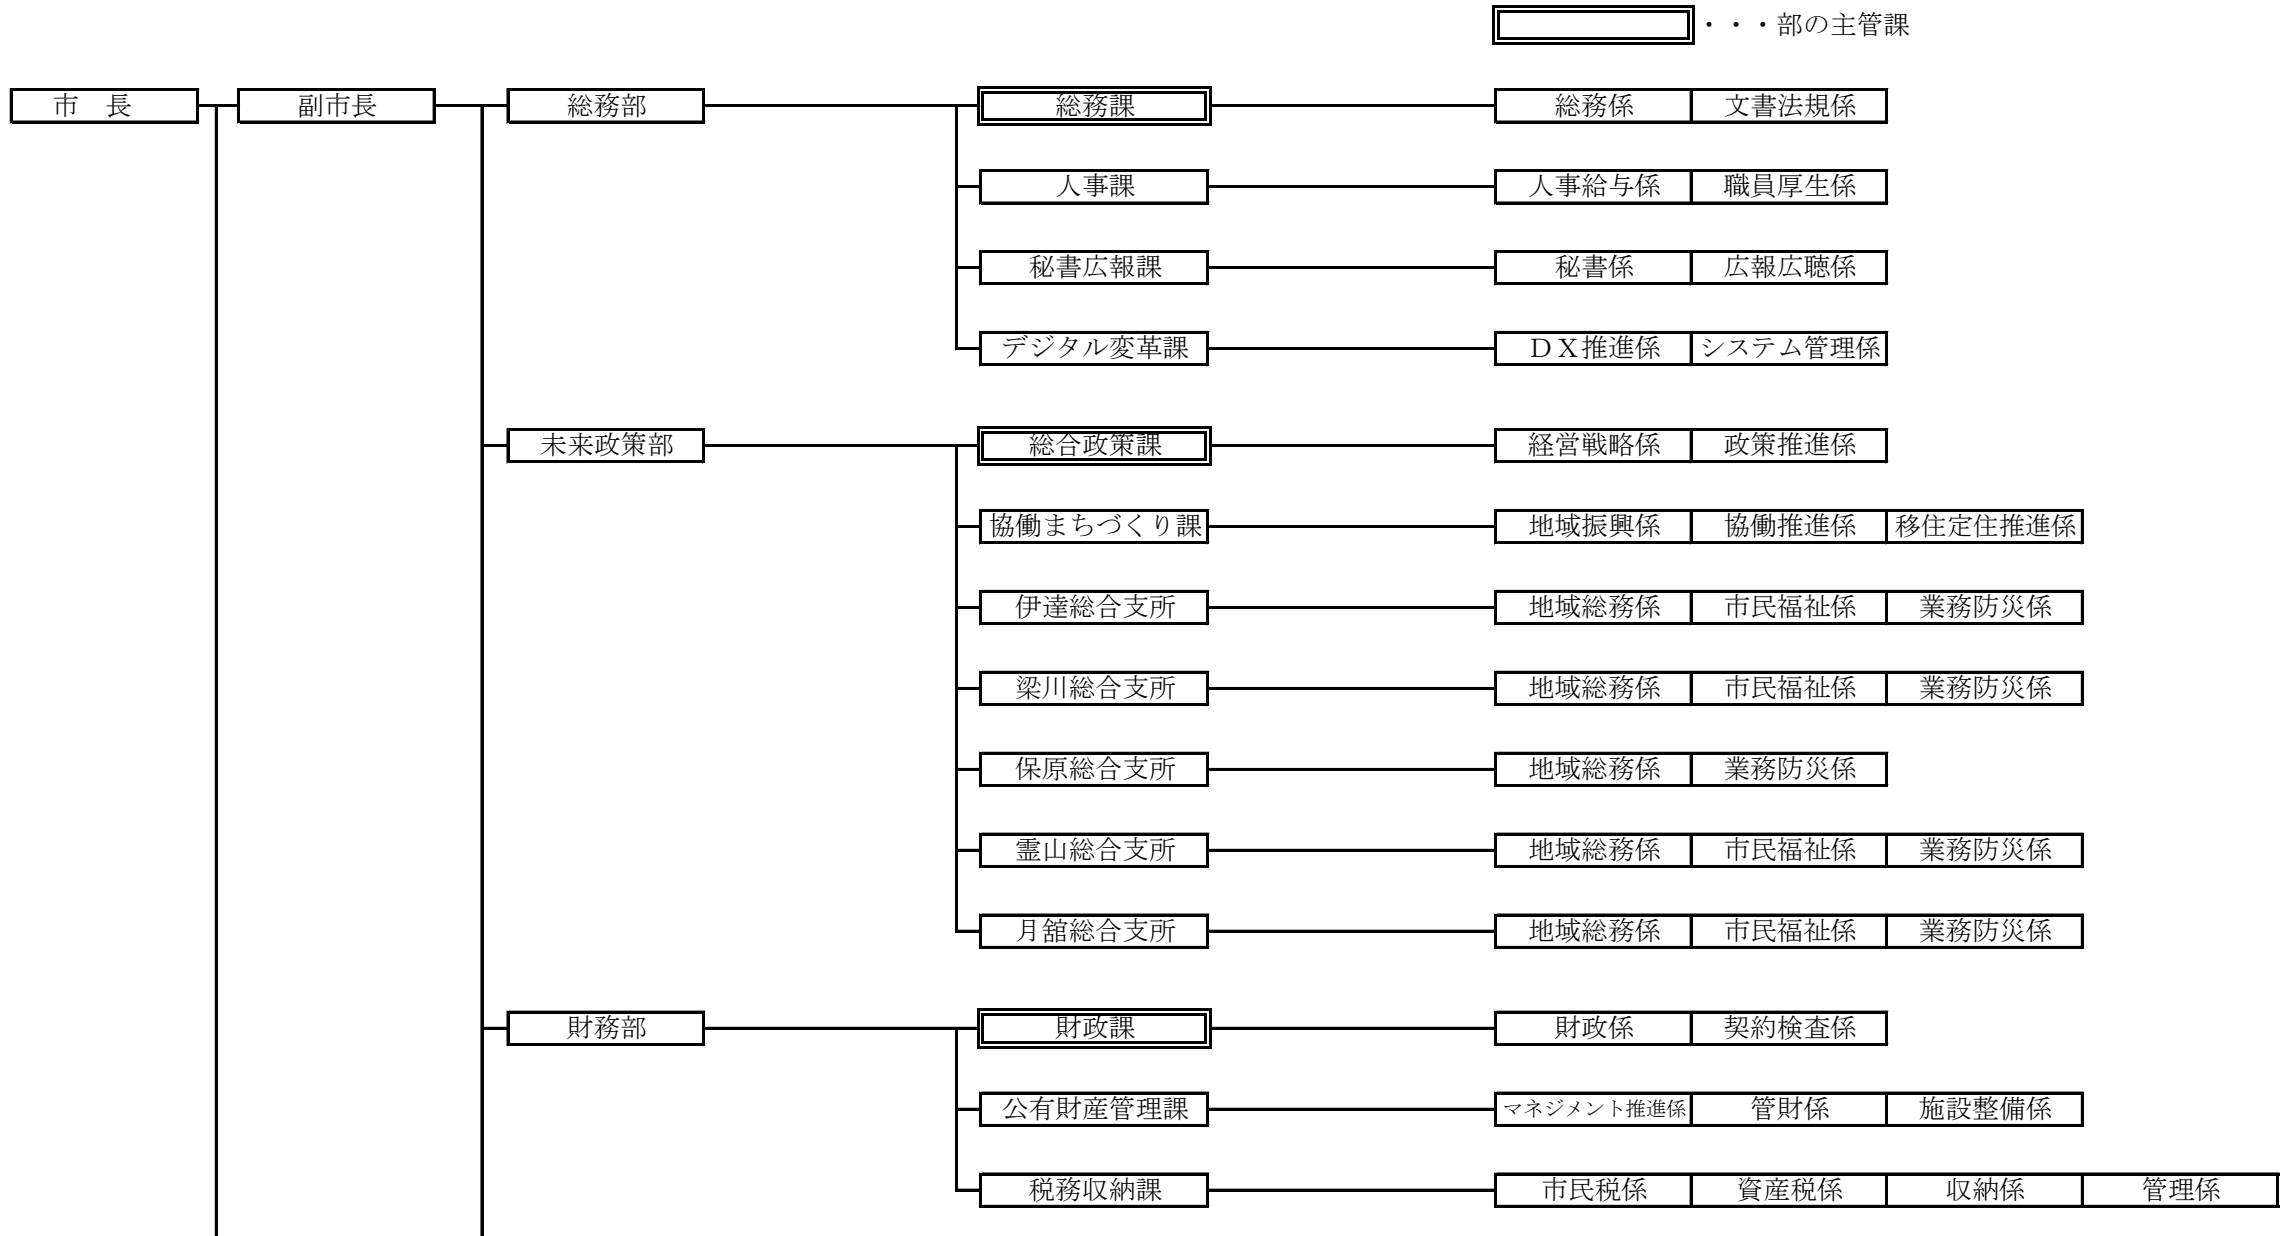 ・・・部の主管課
市　長 副市長 総務部 総務課 総務係 文書法規係
人事課 人事給与係 職員厚生係
秘書広報課 秘書係 広報広聴係
デジタル変革課 ＤＸ推進係 システム管理係
未来政策部 総合政策課 経営戦略係 政策推進係
協働まちづくり課 地域振興係 協働推進係 移住定住推進係
伊達総合支所 地域総務係 市民福祉係 業務防災係
梁川総合支所 地域総務係 市民福祉係 業務防災係
保原総合支所 地域総務係 業務防災係
霊山総合支所 地域総務係 市民福祉係 業務防災係
月舘総合支所 地域総務係 市民福祉係 業務防災係
財務部 財政課 財政係 契約検査係
公有財産管理課 マネジメント推進係 管財係 施設整備係
税務収納課 市民税係 資産税係 収納係 管理係